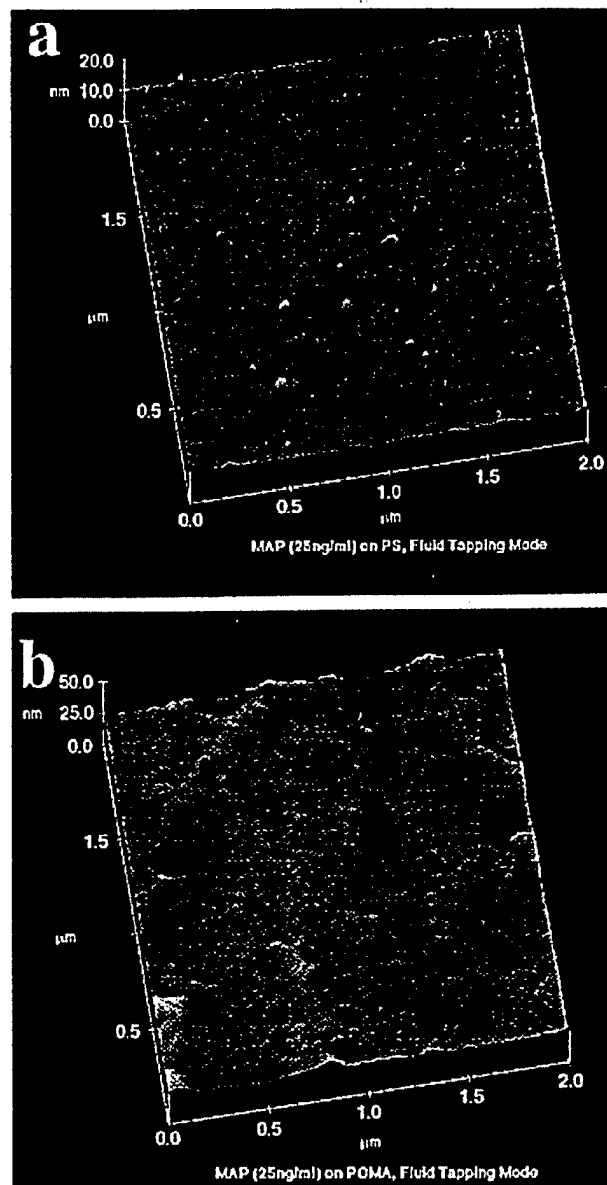 a
20.0
nm 10.0
0.0
1.5
µm
0.5
0.0
0.5
1.0
1.5
2.0
µm
MAP (25ng/ml) on PS, Fluid Tapping Mode
b
50.0
25.0
nm
0.0
1.5
µm
0.5
0.0
0.5
1.0
1.5
2.0
µm
MAP (25ng/ml) on POMA, Fluid Tapping Mode